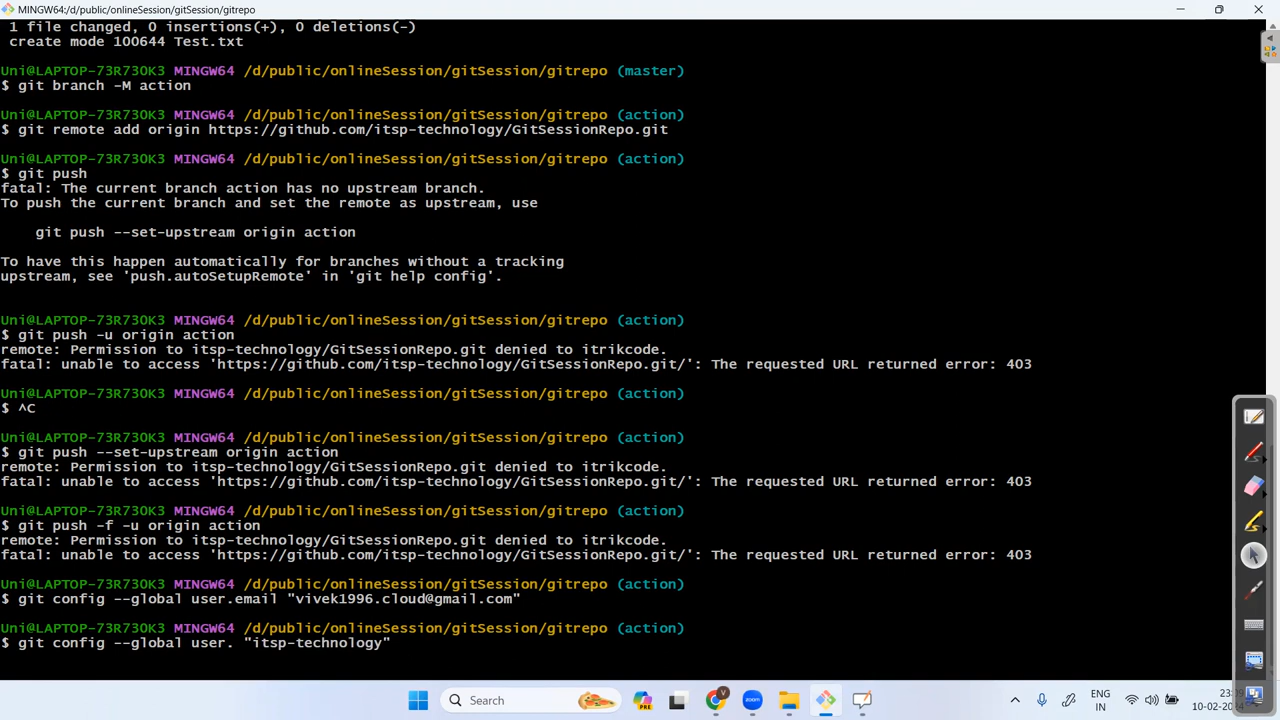 MINGW64:/d/public/onlineSession/gitSession/gitrepo
1 file changed, 0 insertions(+), 0 deletions(-)
create mode 100644 Test.txt
Uni@LAPTOP-73R73OK3 MINGW64 /d/public/onlineSession/gitSession/gitrepo (master)
$ git branch -M action
Uni@LAPTOP-73R73OK3 MINGW64 /d/public/onlineSession/gitSession/gitrepo (action)
$ git remote add origin https://github.com/itsp-technology/GitSessionRepo.git
Uni@LAPTOP-73R73OK3 MINGW64 /d/public/onlineSession/gitSession/gitrepo (action)
$ git push
fatal: The current branch action has no upstream branch.
To push the current branch and set the remote as upstream, use
git push --set-upstream origin action
To have this happen automatically for branches without a tracking
upstream, see 'push.autoSetupRemote' in 'git help config'.
Uni@LAPTOP-73R73OK3 MINGW64 /d/public/onlineSession/gitSession/gitrepo (action)
$ git push -u origin action
remote: Permission to itsp-technology/GitSessionRepo.git denied to itrikcode.
fatal: unable to access 'https://github.com/itsp-technology/GitSessionRepo.git/': The requested URL returned error: 403
Uni@LAPTOP-73R73OK3 MINGW64 /d/public/onlineSession/gitSession/gitrepo (action)
$ ^C
Uni@LAPTOP-73R73OK3 MINGW64 /d/public/onlineSession/gitSession/gitrepo (action)
$ git push --set-upstream origin action
remote: Permission to itsp-technology/GitSessionRepo.git denied to itrikcode.
fatal: unable to access 'https://github.com/itsp-technology/GitSessionRepo.git/': The requested URL returned error: 403
Uni@LAPTOP-73R73OK3 MINGW64 /d/public/onlineSession/gitSession/gitrepo (action)
$ git push -f -u origin action
remote: Permission to itsp-technology/GitSessionRepo.git denied to itrikcode.
fatal: unable to access 'https://github.com/itsp-technology/GitSessionRepo.git/': The requested URL returned error: 403
Uni@LAPTOP-73R73OK3 MINGW64 /d/public/onlineSession/gitSession/gitrepo (action)
$ git config --global user.email "vivek1996.cloud@gmail.com"
Uni@LAPTOP-73R73OK3 MINGW64 /d/public/onlineSession/gitSession/gitrepo (action)
$ git config --global user. "itsp-technology"
Search
PRE
V
zoom
ENG
IN
10-02-202